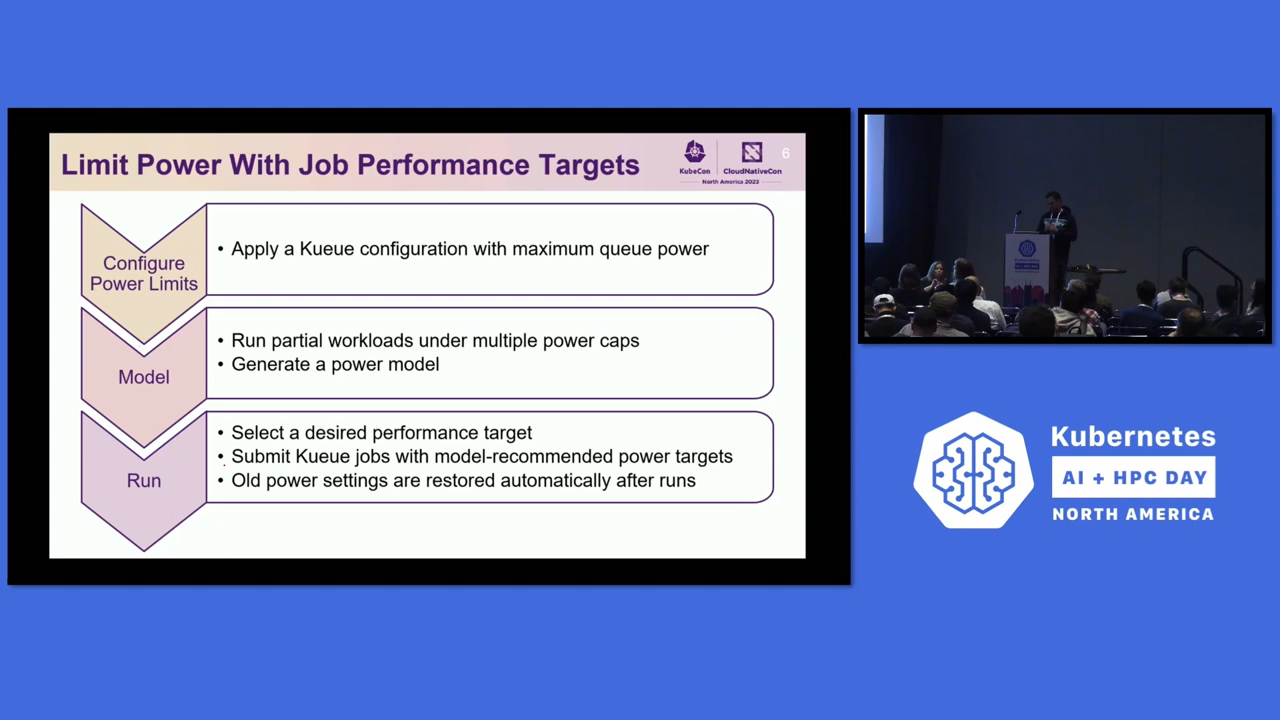 Limit Power With Job Performance Targets
KubeCon
CloudNativeCon
North America 2023
6
Configure
Power Limits
• Apply a Kueue configuration with maximum queue power
Model
• Run partial workloads under multiple power caps
• Generate a power model
Run
• Select a desired performance target
• Submit Kueue jobs with model-recommended power targets
• Old power settings are restored automatically after runs
Kubernetes
AI + HPC DAY
NORTH AMERICA